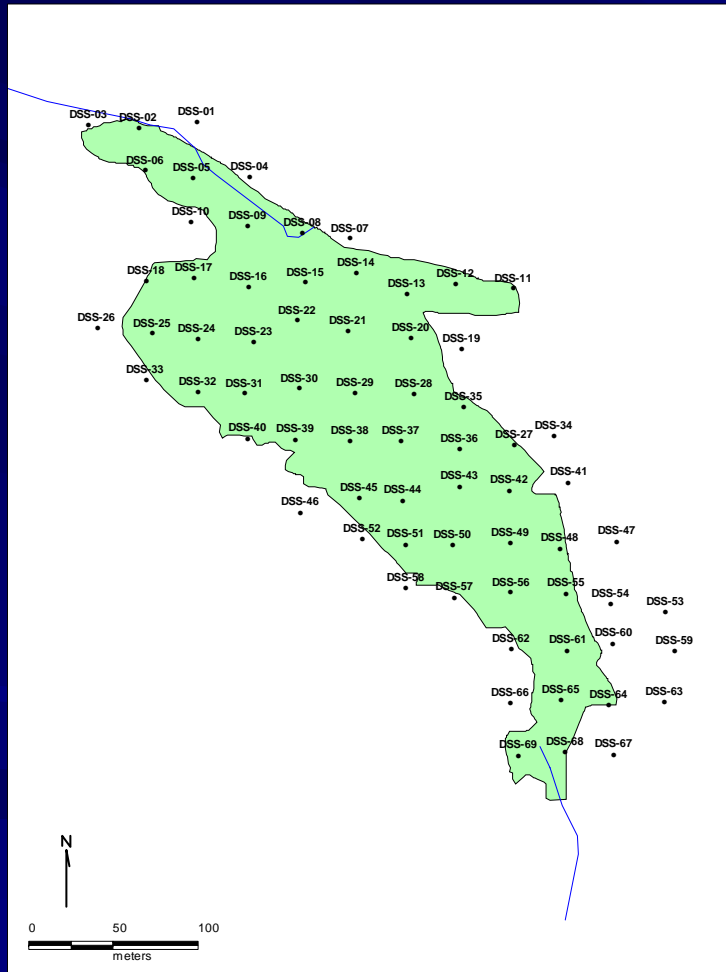 DSS-01
DSS-03 DSS-02
DSS-06 DSS-05 DSS-04
DSS-10 DSS-09 DSS-08 DSS-07
DSS-18 DSS-17 DSS-16 DSS-15 DSS-14 DSS-13 DSS-12 DSS-11
DSS-26 DSS-25 DSS-24 DSS-23 DSS-22 DSS-21 DSS-20 DSS-19
DSS-33 DSS-32 DSS-31 DSS-30 DSS-29 DSS-28 DSS-35
DSS-40 DSS-39 DSS-38 DSS-37 DSS-36 DSS-27 DSS-34
DSS-46 DSS-45 DSS-44 DSS-43 DSS-42 DSS-41
DSS-52 DSS-51 DSS-50 DSS-49 DSS-48 DSS-47
DSS-58 DSS-57 DSS-56 DSS-55 DSS-54 DSS-53
DSS-62 DSS-61 DSS-60 DSS-59
DSS-66 DSS-65 DSS-64 DSS-63
DSS-69 DSS-68 DSS-67
N
0 50 100
meters